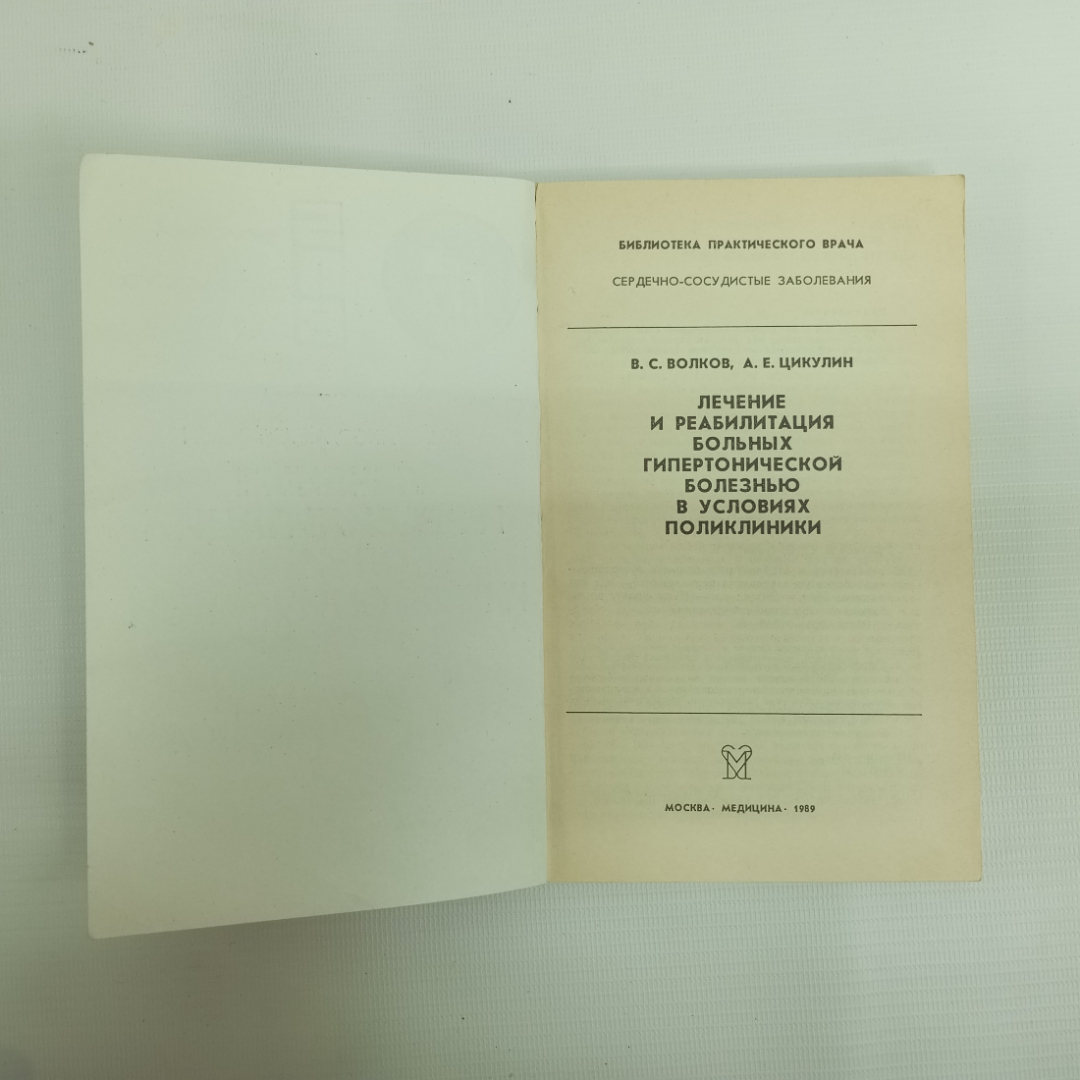 БИБЛИОТЕКА ПРАКТИЧЕСКОГО ВРАЧА
СЕРДЕЧНО-СОСУДИСТЫЕ ЗАБОЛЕВАНИЯ
В. С. ВОЛКОВ, А. Е. ЦИКУЛИН
ЛЕЧЕНИЕ
И РЕАБИЛИТАЦИЯ
БОЛЬНЫХ
ГИПЕРТОНИЧЕСКОЙ
БОЛЕЗНЬЮ
В УСЛОВИЯХ
ПОЛИКЛИНИКИ
МОСКВА · МЕДИЦИНА · 1989